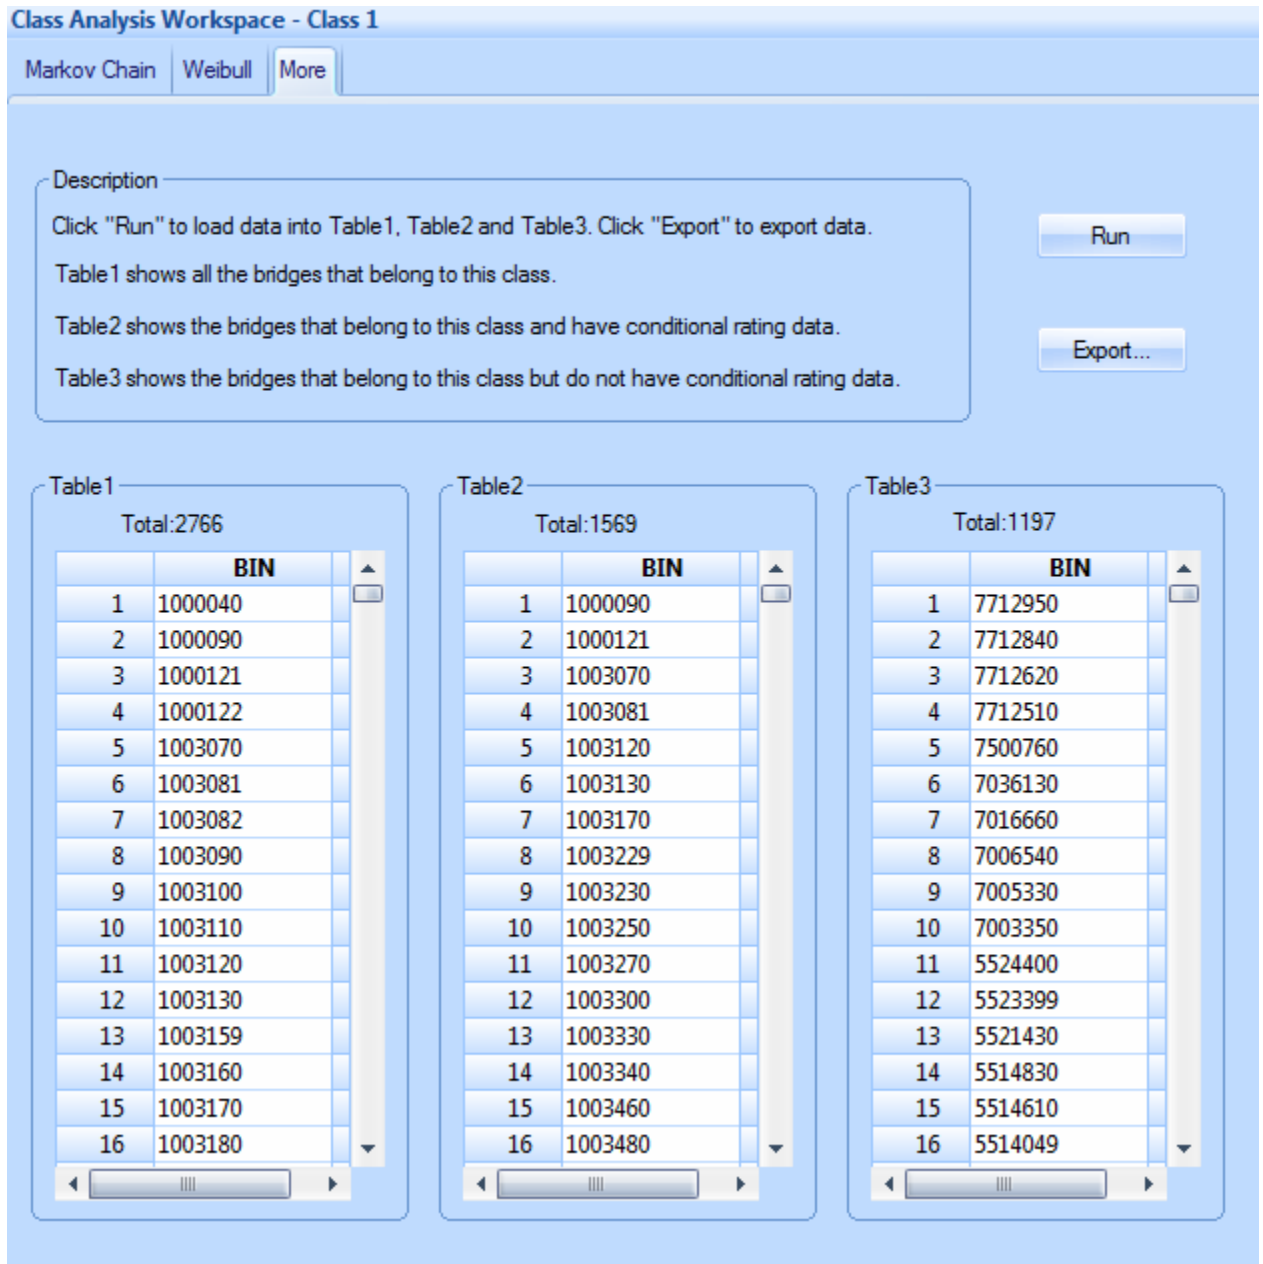 Class Analysis Workspace - Class 1
Markov Chain Weibull More
Description
Click "Run" to load data into Table1, Table2 and Table3. Click "Export" to export data.
Table1 shows all the bridges that belong to this class.
Table2 shows the bridges that belong to this class and have conditional rating data.
Table3 shows the bridges that belong to this class but do not have conditional rating data.
Run
Export...
Table1
Total:2766
BIN
1 1000040
2 1000090
3 1000121
4 1000122
5 1003070
6 1003081
7 1003082
8 1003090
9 1003100
10 1003110
11 1003120
12 1003130
13 1003159
14 1003160
15 1003170
16 1003180
Table2
Total:1569
BIN
1 1000090
2 1000121
3 1003070
4 1003081
5 1003120
6 1003130
7 1003170
8 1003229
9 1003230
10 1003250
11 1003270
12 1003300
13 1003330
14 1003340
15 1003460
16 1003480
Table3
Total:1197
BIN
1 7712950
2 7712840
3 7712620
4 7712510
5 7500760
6 7036130
7 7016660
8 7006540
9 7005330
10 7003350
11 5524400
12 5523399
13 5521430
14 5514830
15 5514610
16 5514049